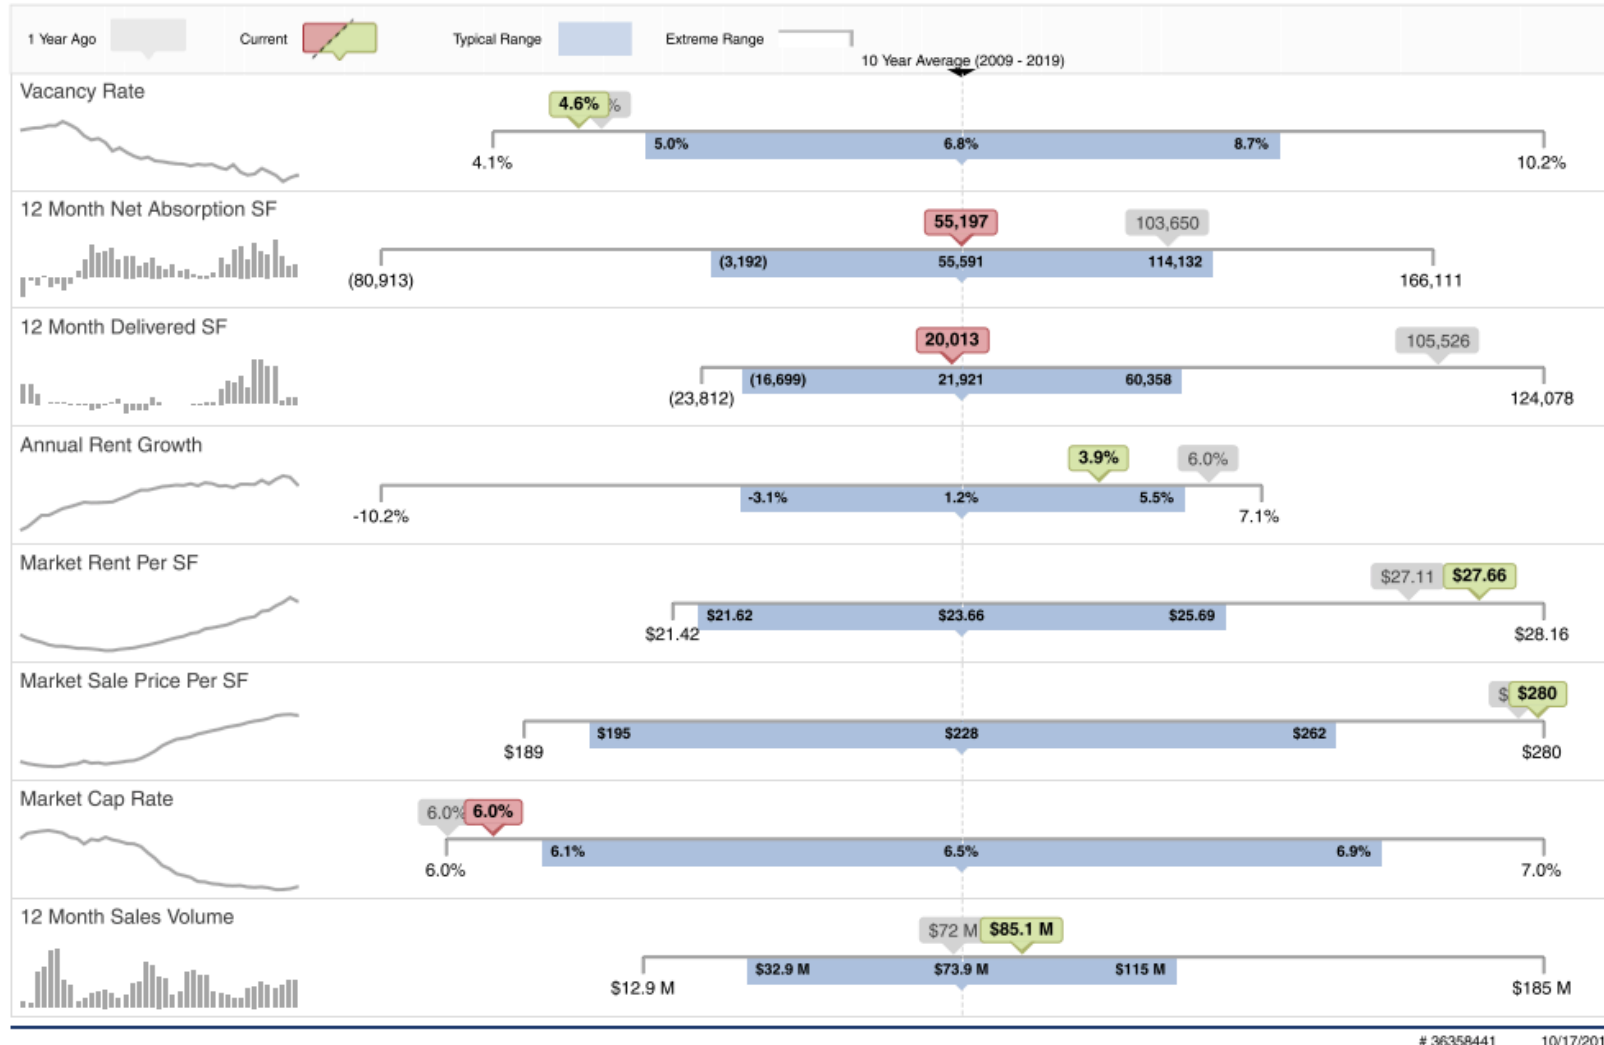 1 Year Ago Current Typical Range Extreme Range
10 Year Average (2009 - 2019)
Vacancy Rate
4.6% %
5.0% 6.8% 8.7%
4.1% 10.2%
12 Month Net Absorption SF
55,197 103,650
(3,192) 55,591 114,132
(80,913) 166,111
12 Month Delivered SF
20,013 105,526
(16,699) 21,921 60,358
(23,812) 124,078
Annual Rent Growth
3.9% 6.0%
-3.1% 1.2% 5.5%
-10.2% 7.1%
Market Rent Per SF
$27.11 $27.66
$21.62 $23.66 $25.69
$21.42 $28.16
Market Sale Price Per SF
$ $280
$195 $228 $262
$189 $280
Market Cap Rate
6.0% 6.0%
6.1% 6.5% 6.9%
6.0% 7.0%
12 Month Sales Volume
$72 M $85.1 M
$32.9 M $73.9 M $115 M
$12.9 M $185 M
# 36358441 10/17/201